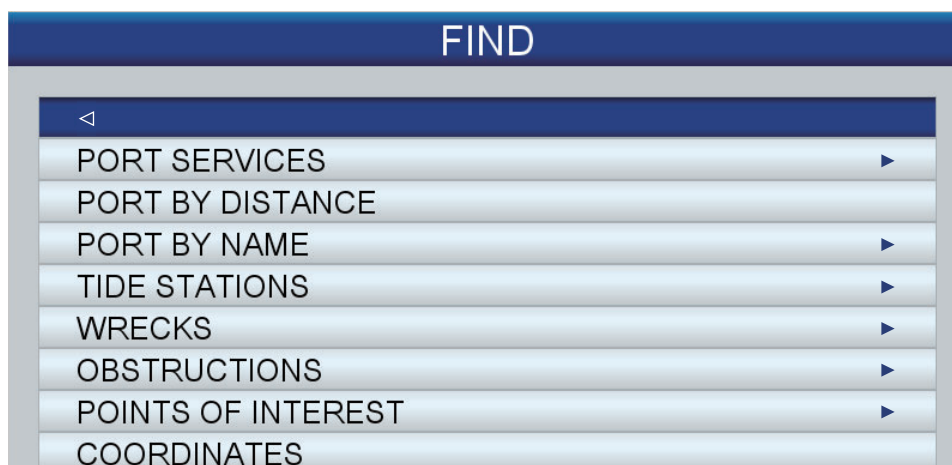 FIND
PORT SERVICES
PORT BY DISTANCE
PORT BY NAME
TIDE STATIONS
WRECKS
OBSTRUCTIONS
POINTS OF INTEREST
COORDINATES